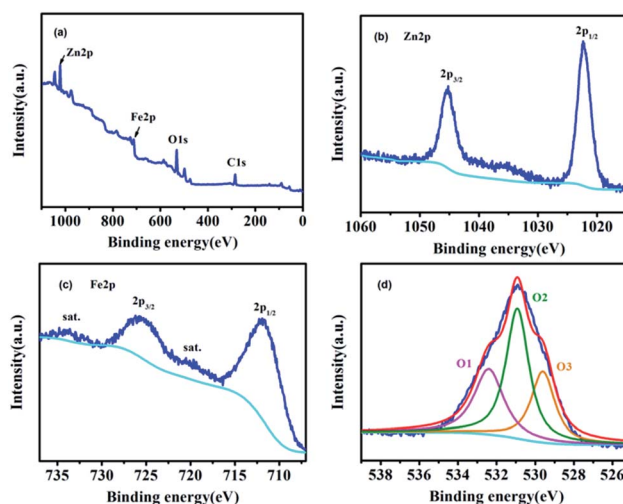 (a)
Zn2p
Fe2p
O1s
C1s
Intensity(a.u.)
1000 800 600 400 200 0
Binding energy(eV)
(b) Zn2p
2p1/2
2p3/2
Intensity(a.u.)
1060 1050 1040 1030 1020
Binding energy(eV)
(c) Fe2p
sat.
2p3/2
sat.
2p1/2
Intensity(a.u.)
735 730 725 720 715 710
Binding energy(eV)
(d)
O2
O1
O3
Intensity(a.u.)
538 536 534 532 530 528 526
Binding energy(eV)